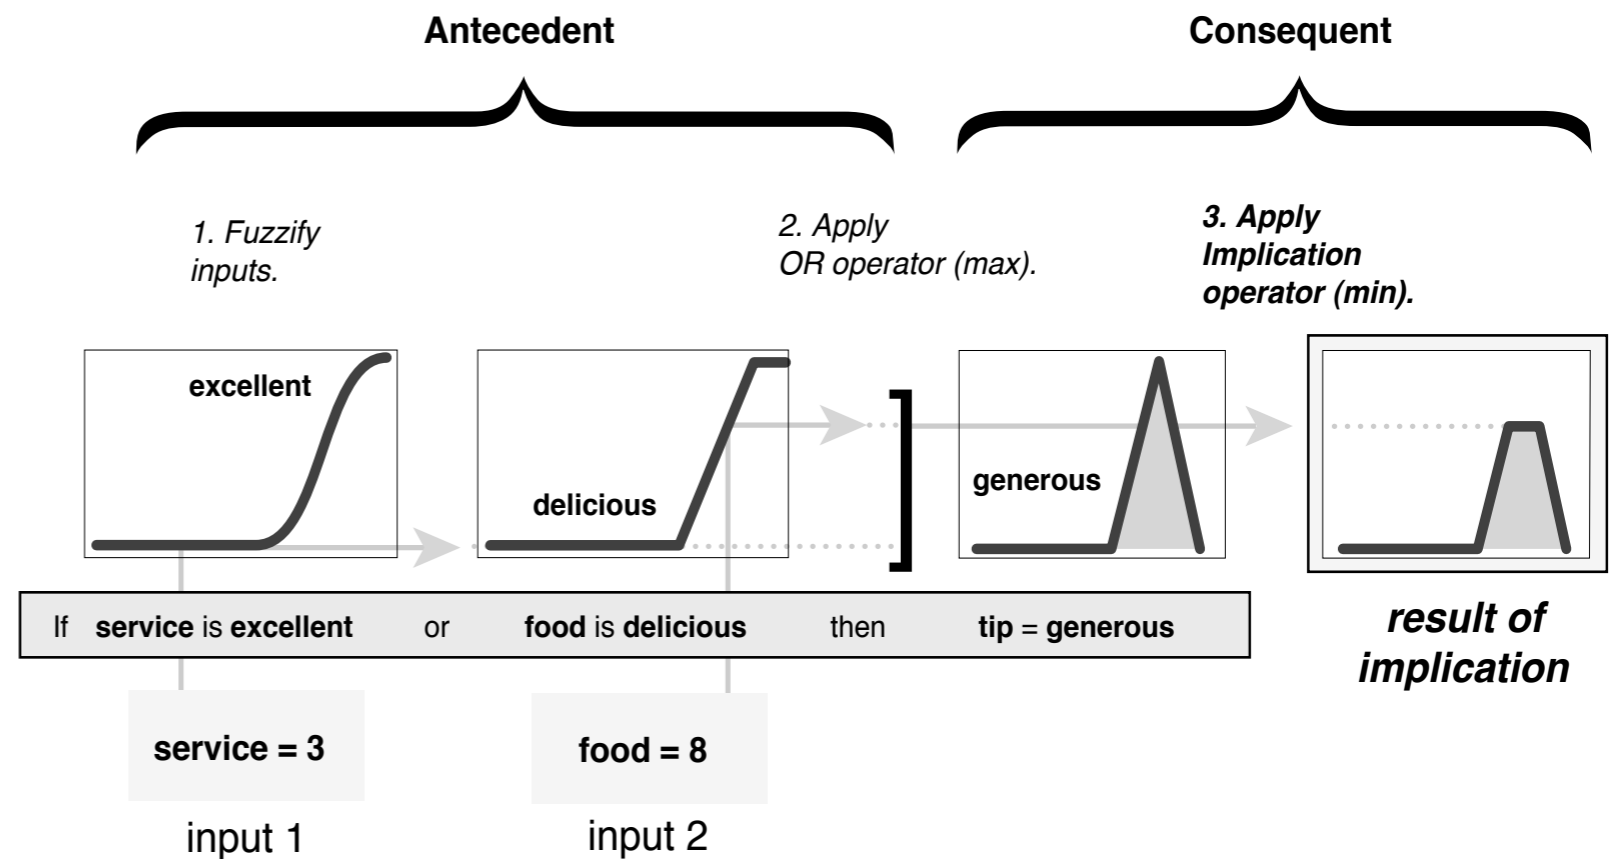 Antecedent
Consequent
1. Fuzzify
inputs.
2. Apply
OR operator (max).
3. Apply
Implication
operator (min).
excellent
delicious
generous
If service is excellent or food is delicious then tip = generous
result of
implication
service = 3
food = 8
input 1
input 2